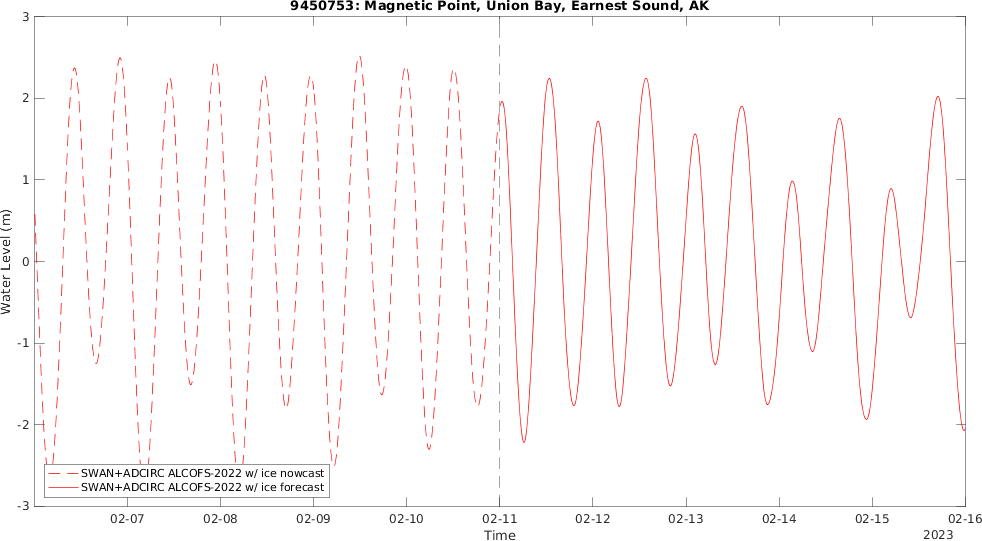 9450753: Magnetic Point, Union Bay, Earnest Sound, AK
Water Level (m)
3
2
1
0
-1
-2
-3
SWAN+ADCIRC ALCOFS-2022 w/ ice nowcast
SWAN+ADCIRC ALCOFS-2022 w/ ice forecast
02-07 02-08 02-09 02-10 02-11 02-12 02-13 02-14 02-15 02-16
Time
2023